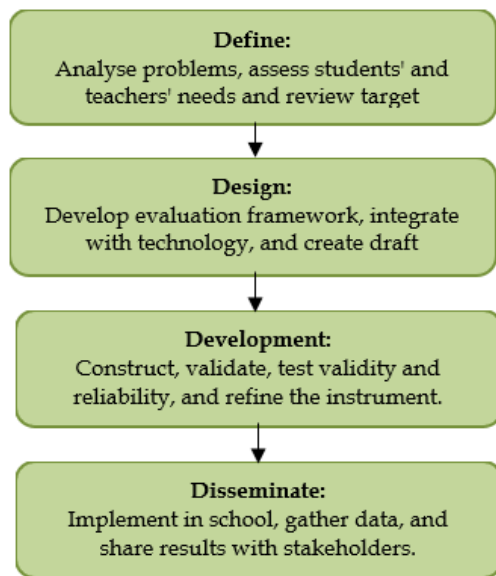 Define:
Analyse problems, assess students' and
teachers' needs and review target
Design:
Develop evaluation framework, integrate
with technology, and create draft
Development:
Construct, validate, test validity and
reliability, and refine the instrument.
Disseminate:
Implement in school, gather data, and
share results with stakeholders.